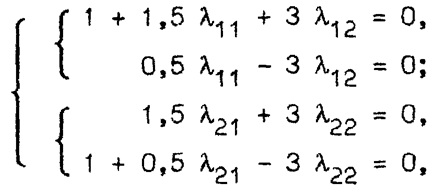 1 + 1,5 λ₁₁ + 3 λ₁₂ = 0,
0,5 λ₁₁ − 3 λ₁₂ = 0;
1,5 λ₂₁ + 3 λ₂₂ = 0,
1 + 0,5 λ₂₁ − 3 λ₂₂ = 0,